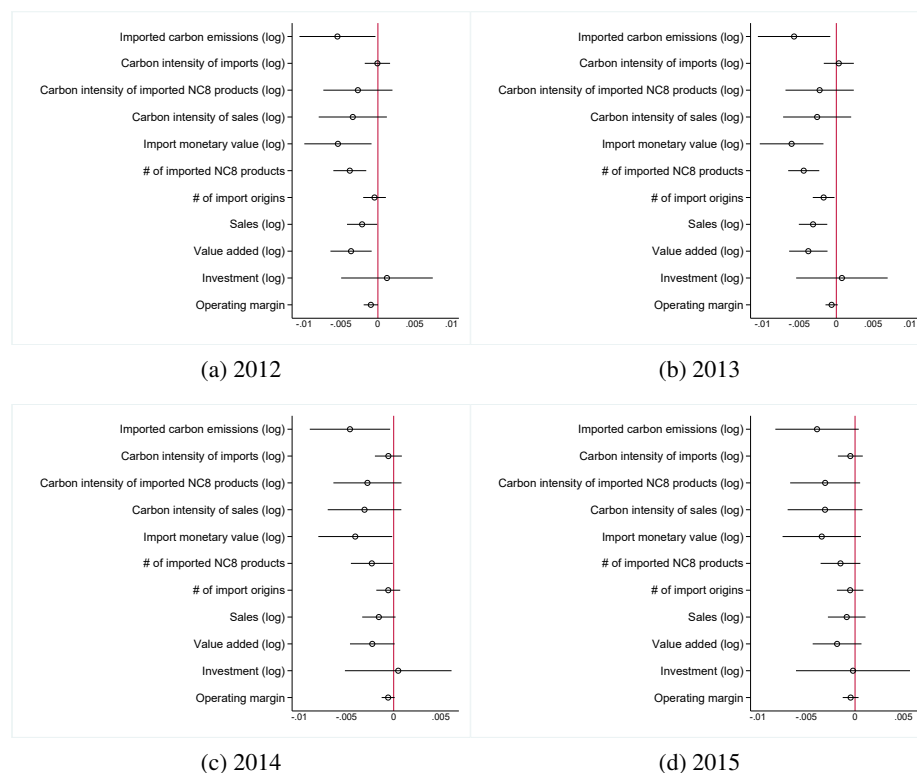 Imported carbon emissions (log)
Carbon intensity of imports (log)
Carbon intensity of imported NC8 products (log)
Carbon intensity of sales (log)
Import monetary value (log)
# of imported NC8 products
# of import origins
Sales (log)
Value added (log)
Investment (log)
Operating margin
-.01 -.005 0 .005 .01
(a) 2012
Imported carbon emissions (log)
Carbon intensity of imports (log)
Carbon intensity of imported NC8 products (log)
Carbon intensity of sales (log)
Import monetary value (log)
# of imported NC8 products
# of import origins
Sales (log)
Value added (log)
Investment (log)
Operating margin
-.01 -.005 0 .005 .01
(b) 2013
Imported carbon emissions (log)
Carbon intensity of imports (log)
Carbon intensity of imported NC8 products (log)
Carbon intensity of sales (log)
Import monetary value (log)
# of imported NC8 products
# of import origins
Sales (log)
Value added (log)
Investment (log)
Operating margin
-.01 -.005 0 .005
(c) 2014
Imported carbon emissions (log)
Carbon intensity of imports (log)
Carbon intensity of imported NC8 products (log)
Carbon intensity of sales (log)
Import monetary value (log)
# of imported NC8 products
# of import origins
Sales (log)
Value added (log)
Investment (log)
Operating margin
-.01 -.005 0 .005
(d) 2015